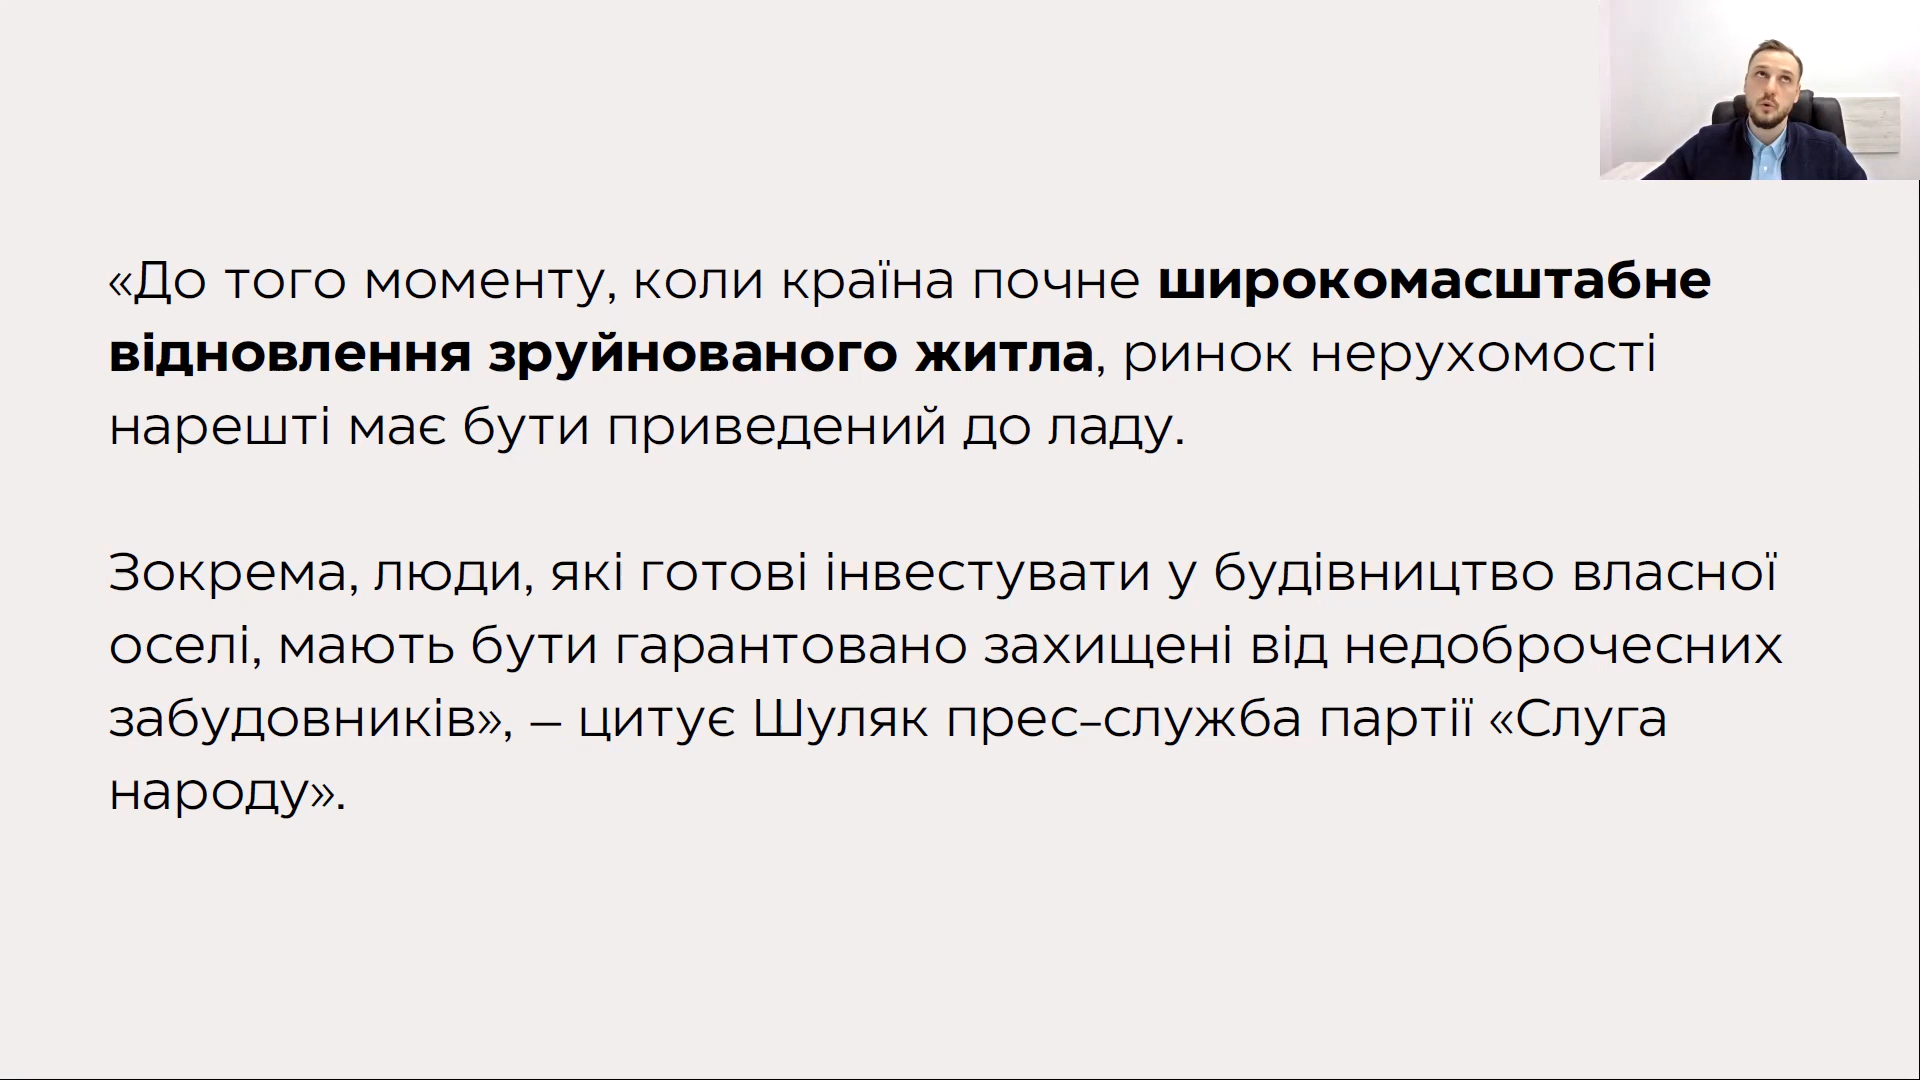 «До того моменту, коли країна почне широкомасштабне
відновлення зруйнованого житла, ринок нерухомості
нарешті має бути приведений до ладу.
Зокрема, люди, які готові інвестувати у будівництво власної
оселі, мають бути гарантовано захищені від недоброчесних
забудовників», – цитує Шуляк прес-служба партії «Слуга
народу».